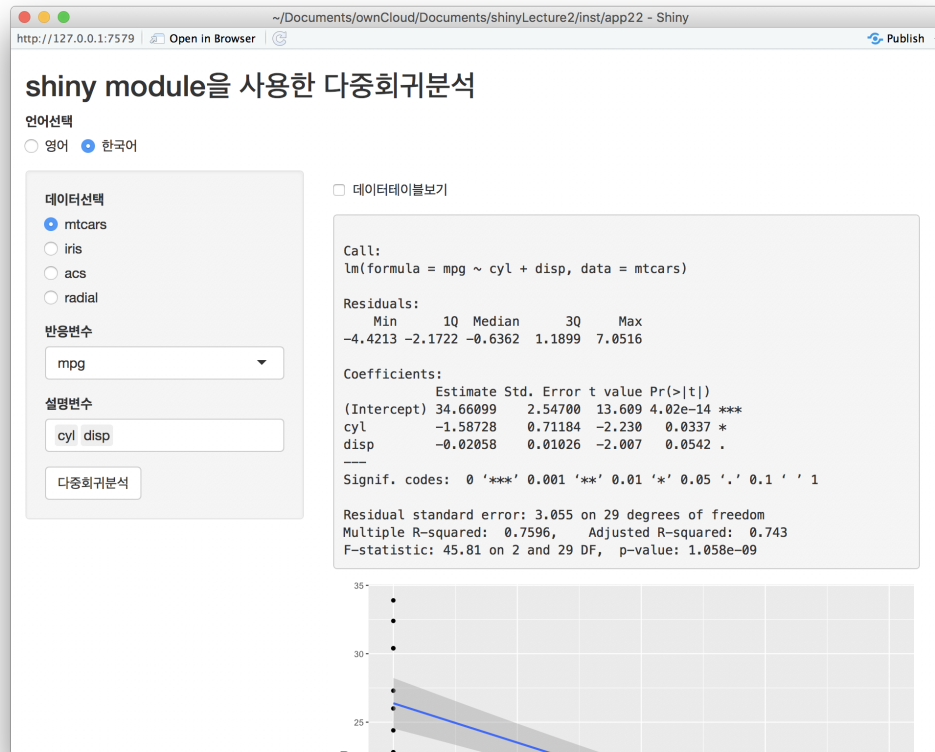 ~/Documents/ownCloud/Documents/shinyLecture2/inst/app22 - Shiny
http://127.0.0.1:7579 Open in Browser Publish
shiny module을 사용한 다중회귀분석
언어선택
영어 한국어
데이터선택
mtcars
iris
acs
radial
반응변수
mpg
설명변수
cyl disp
다중회귀분석
데이터테이블보기
Call:
lm(formula = mpg ~ cyl + disp, data = mtcars)
Residuals:
Min 1Q Median 3Q Max
-4.4213 -2.1722 -0.6362 1.1899 7.0516
Coefficients:
Estimate Std. Error t value Pr(>|t|)
(Intercept) 34.66099 2.54700 13.609 4.02e-14 ***
cyl -1.58728 0.71184 -2.230 0.0337 *
disp -0.02058 0.01026 -2.007 0.0542 .
---
Signif. codes: 0 ‘***’ 0.001 ‘**’ 0.01 ‘*’ 0.05 ‘.’ 0.1 ‘ ’ 1
Residual standard error: 3.055 on 29 degrees of freedom
Multiple R-squared: 0.7596, Adjusted R-squared: 0.743
F-statistic: 45.81 on 2 and 29 DF, p-value: 1.058e-09
35
30
25